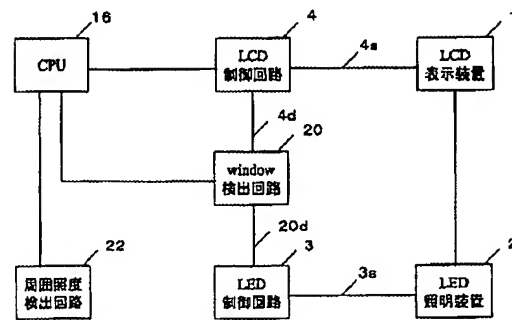 16
4
1
CPU
LCD
制御回路
4a
LCD
表示装置
4d
20
window
検出回路
22
20d
3
2
周囲照度
検出回路
LED
制御回路
3a
LED
照明装置